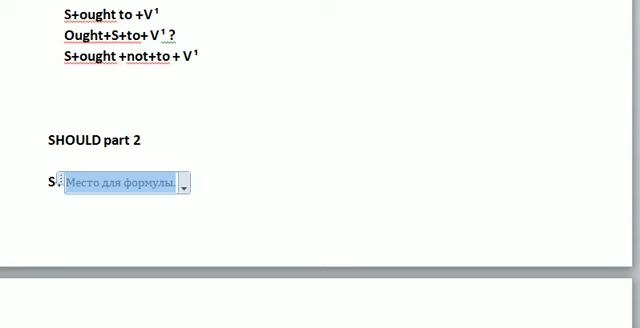 S+ought to +V¹
Ought+S+to+ V¹ ?
S+ought +not+to + V¹
SHOULD part 2
S. Место для формулы.